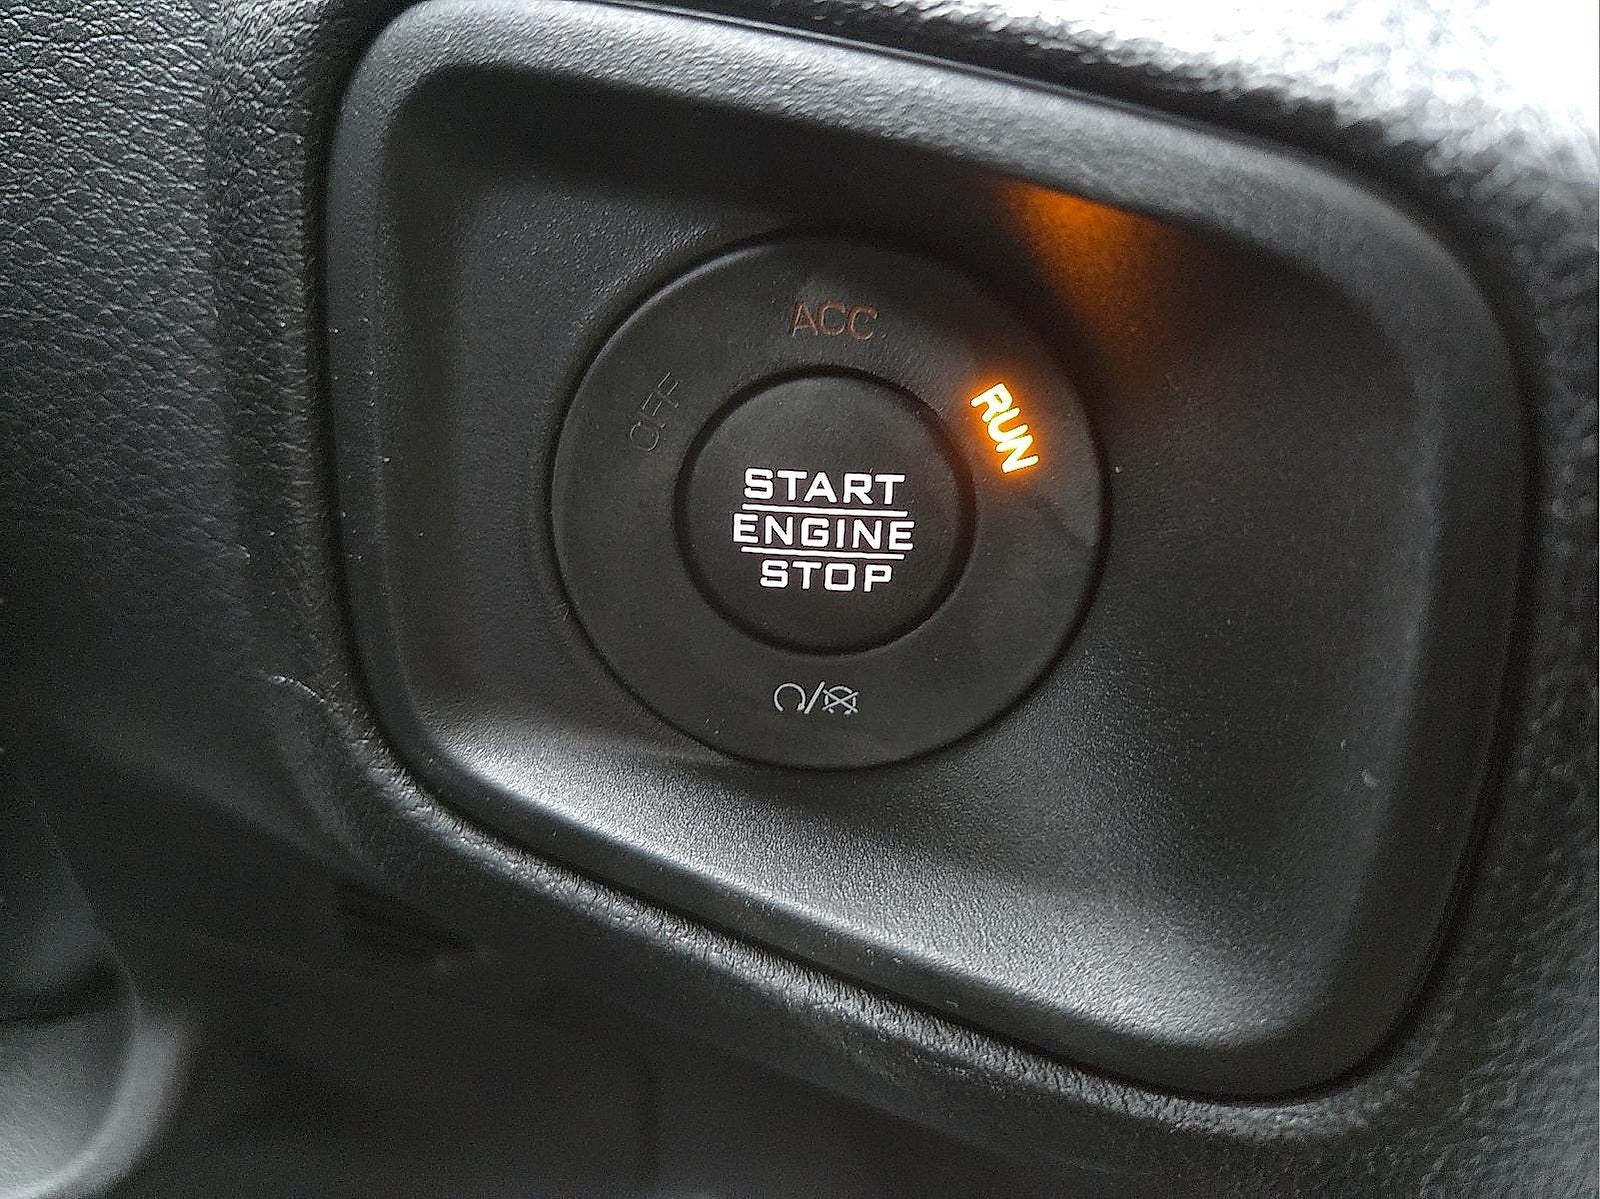 ACC
OFF
RUN
START
ENGINE
STOP